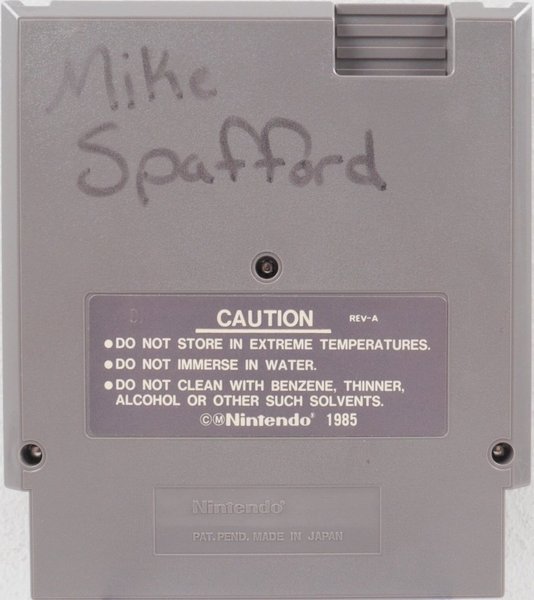 Mike
Spafford
CAUTION REV-A
●DO NOT STORE IN EXTREME TEMPERATURES.
●DO NOT IMMERSE IN WATER.
●DO NOT CLEAN WITH BENZENE, THINNER,
ALCOHOL OR OTHER SUCH SOLVENTS.
©ⓂNintendo® 1985
Nintendo®
PAT. PEND. MADE IN JAPAN